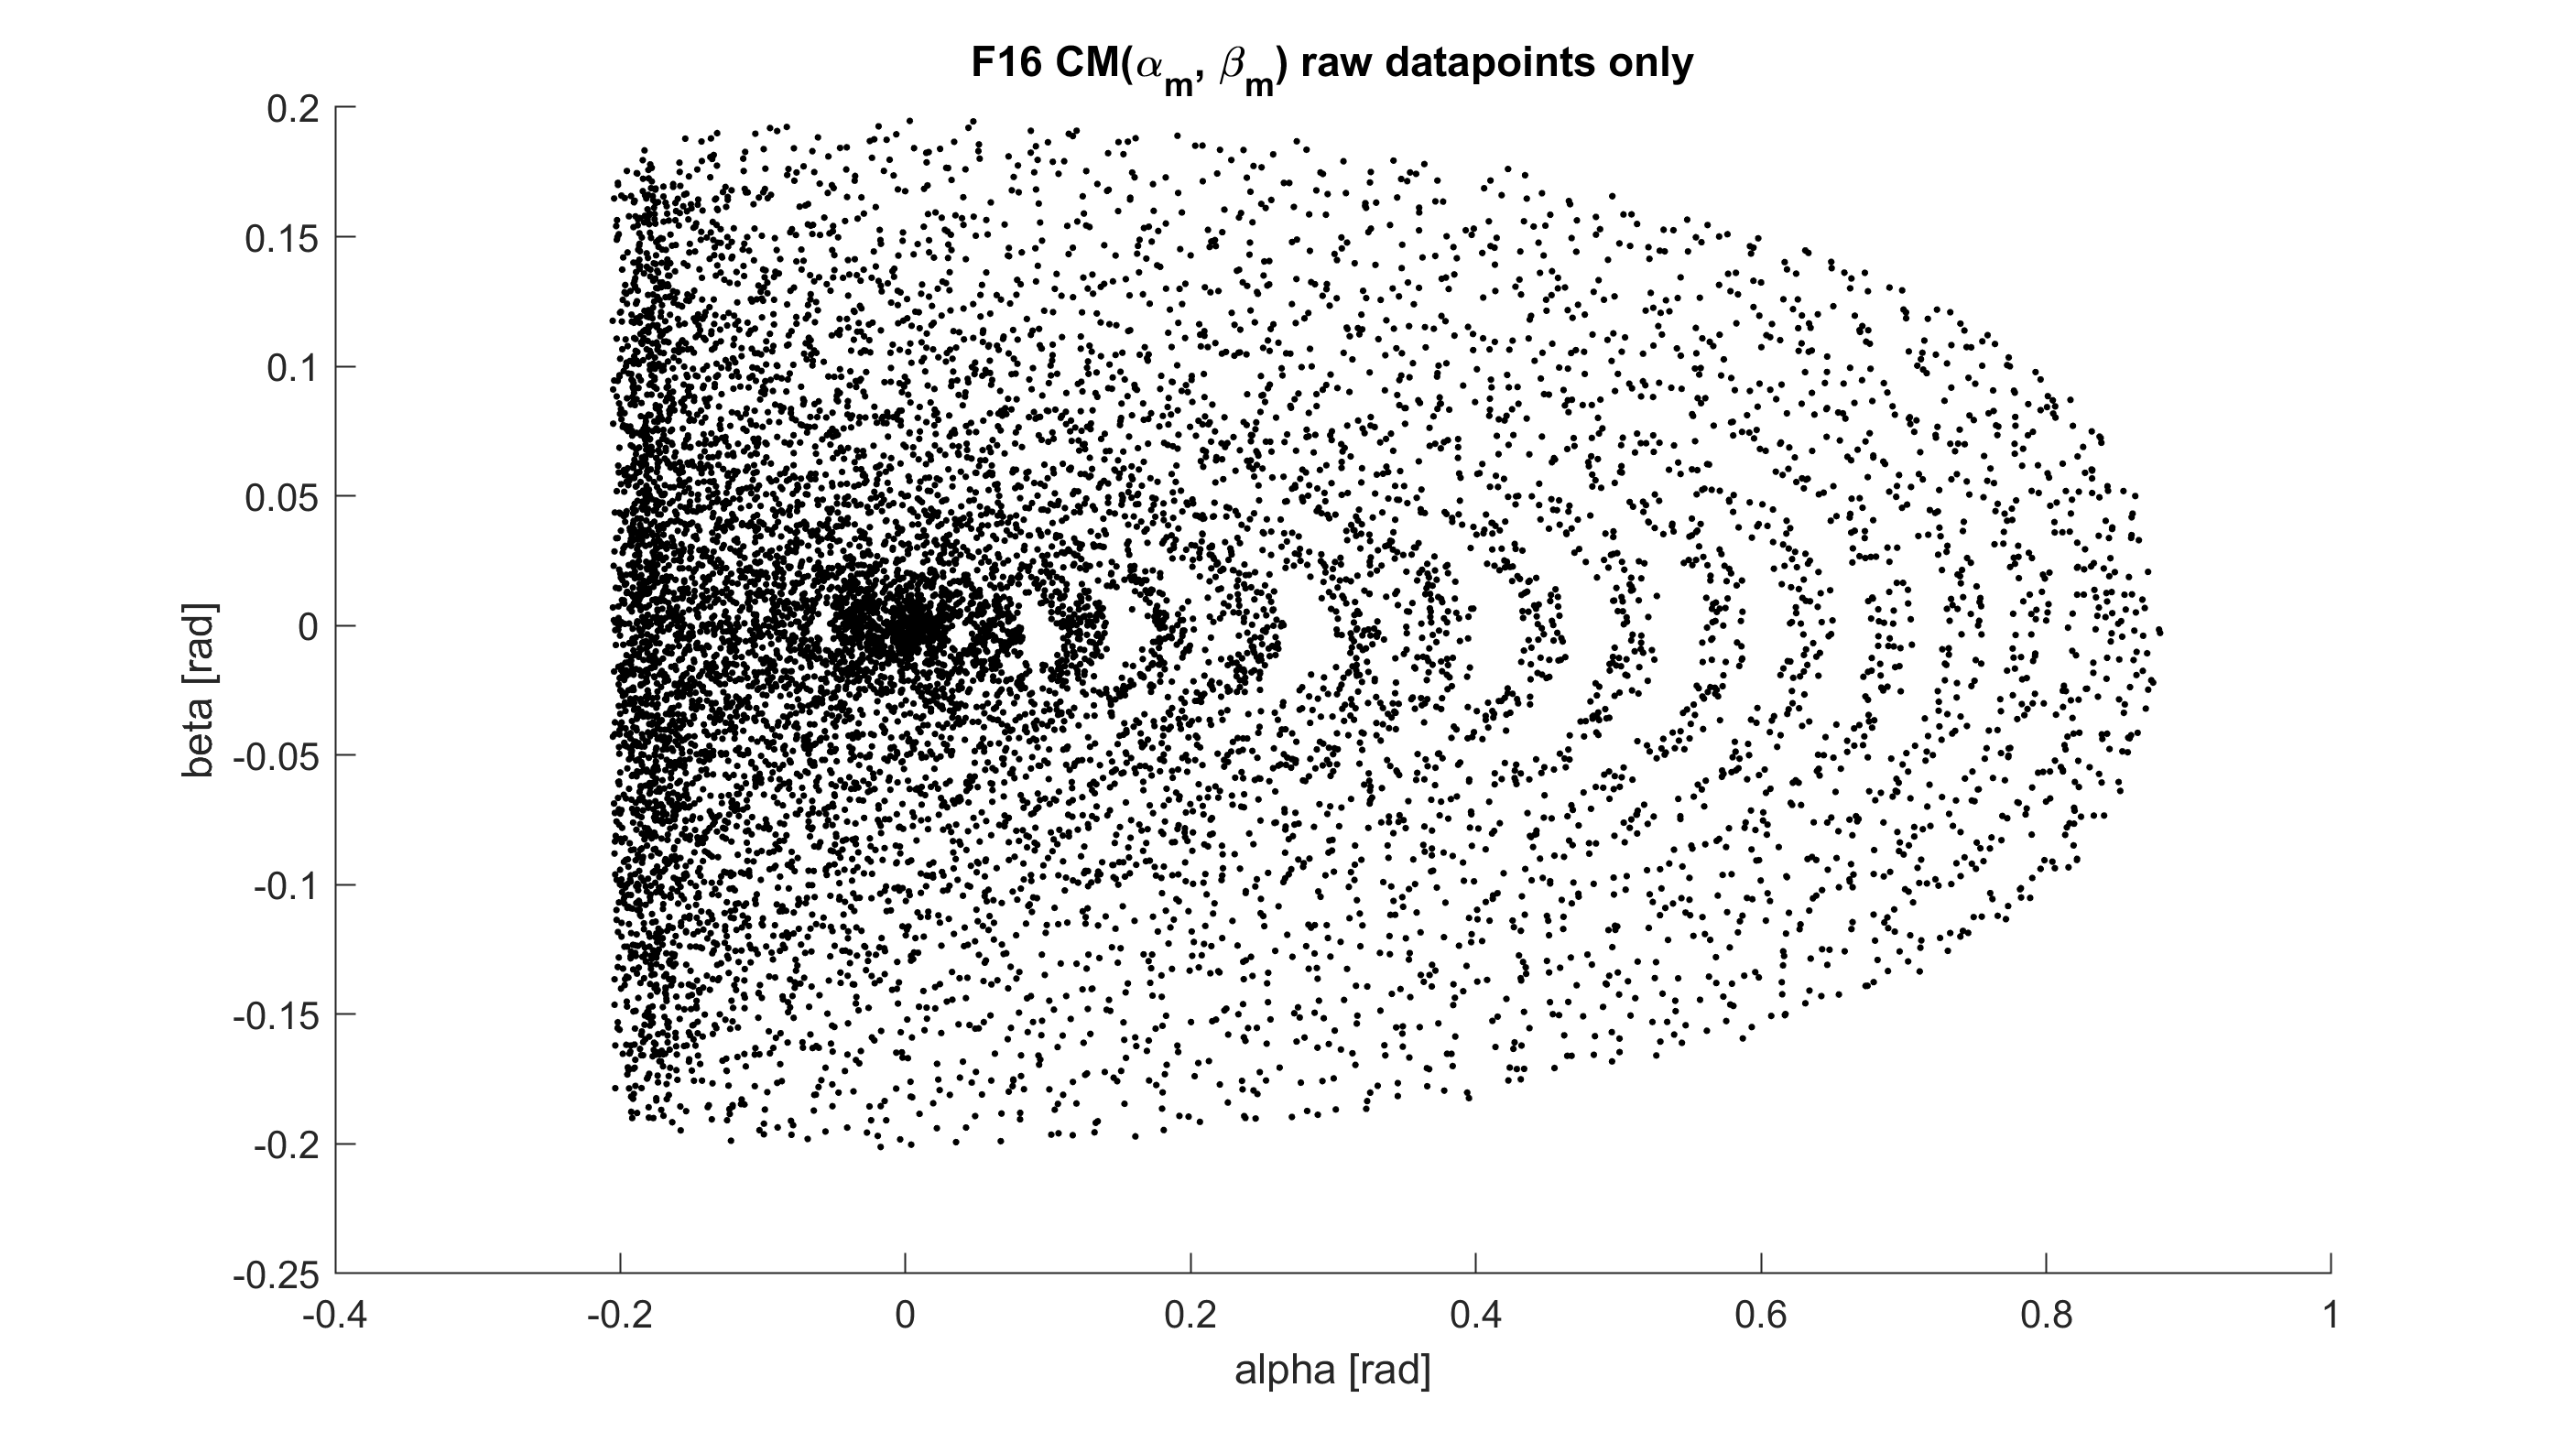 F16 CM(αm, βm) raw datapoints only
0.2
0.15
0.1
0.05
0
-0.05
-0.1
-0.15
-0.2
-0.25
beta [rad]
-0.4 -0.2 0 0.2 0.4 0.6 0.8 1
alpha [rad]